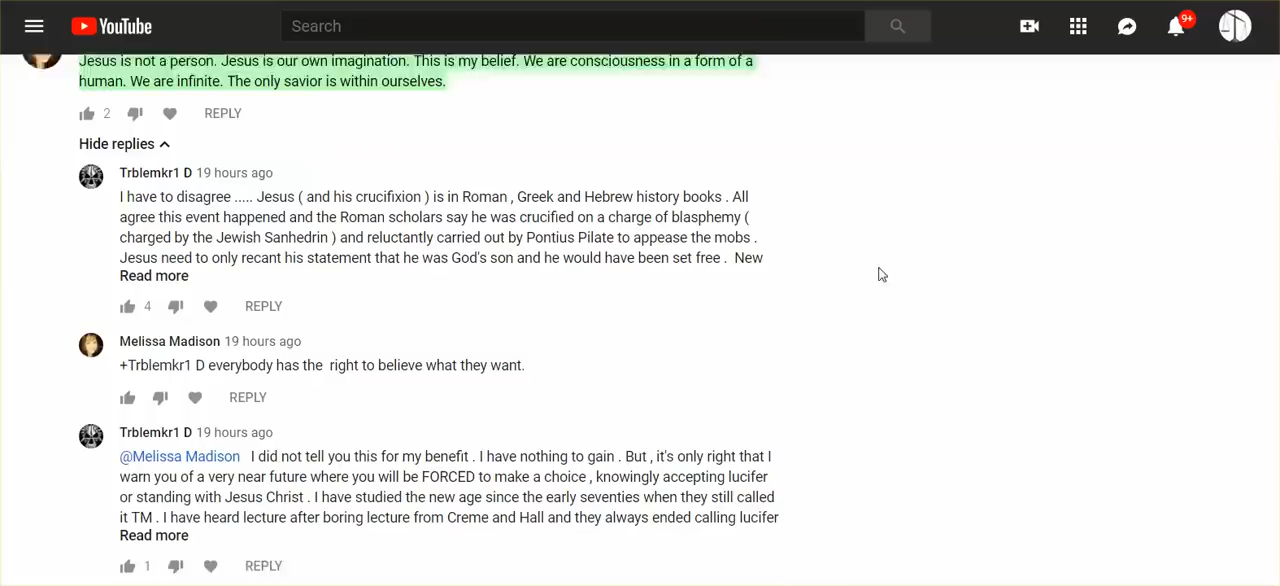 YouTube
Search
9+
Jesus is not a person. Jesus is our own imagination. This is my belief. We are consciousness in a form of a
human. We are infinite. The only savior is within ourselves.
2
REPLY
Hide replies
Trblemkr1 D 19 hours ago
I have to disagree ..... Jesus ( and his crucifixion ) is in Roman , Greek and Hebrew history books . All
agree this event happened and the Roman scholars say he was crucified on a charge of blasphemy (
charged by the Jewish Sanhedrin ) and reluctantly carried out by Pontius Pilate to appease the mobs .
Jesus need to only recant his statement that he was God's son and he would have been set free . New
Read more
4
REPLY
Melissa Madison 19 hours ago
+Trblemkr1 D everybody has the right to believe what they want.
REPLY
Trblemkr1 D 19 hours ago
@Melissa Madison I did not tell you this for my benefit . I have nothing to gain . But , it's only right that I
warn you of a very near future where you will be FORCED to make a choice , knowingly accepting lucifer
or standing with Jesus Christ . I have studied the new age since the early seventies when they still called
it TM . I have heard lecture after boring lecture from Creme and Hall and they always ended calling lucifer
Read more
1
REPLY